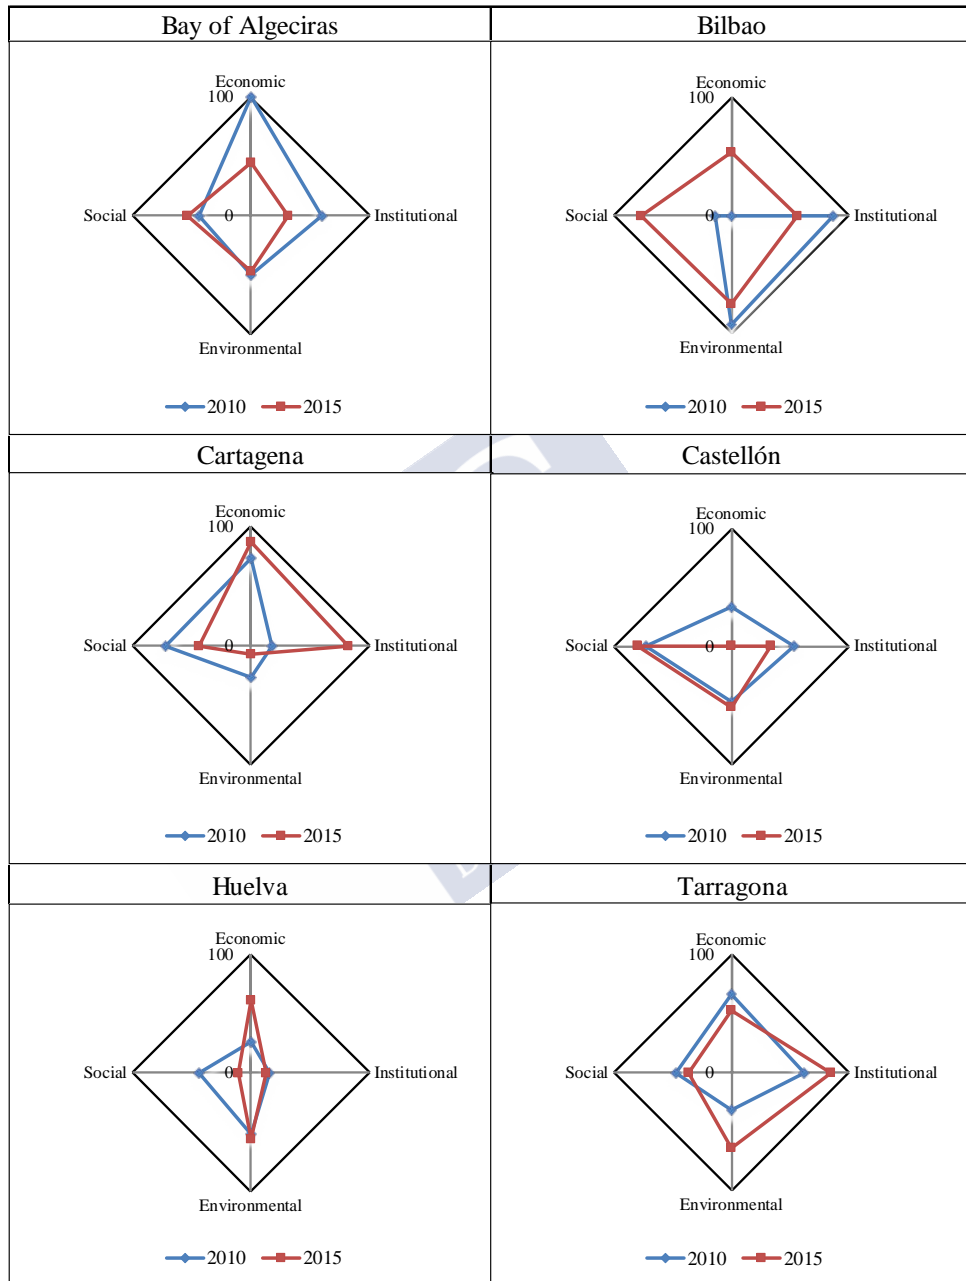 Bay of Algeciras
Bilbao
Economic
100
Social
0
Institutional
Environmental
2010 2015
Economic
100
Social
0
Institutional
Environmental
2010 2015
Cartagena
Castellón
Economic
100
Social
0
Institutional
Environmental
2010 2015
Economic
100
Social
0
Institutional
Environmental
2010 2015
Huelva
Tarragona
Economic
100
Social
0
Institutional
Environmental
2010 2015
Economic
100
Social
0
Institutional
Environmental
2010 2015